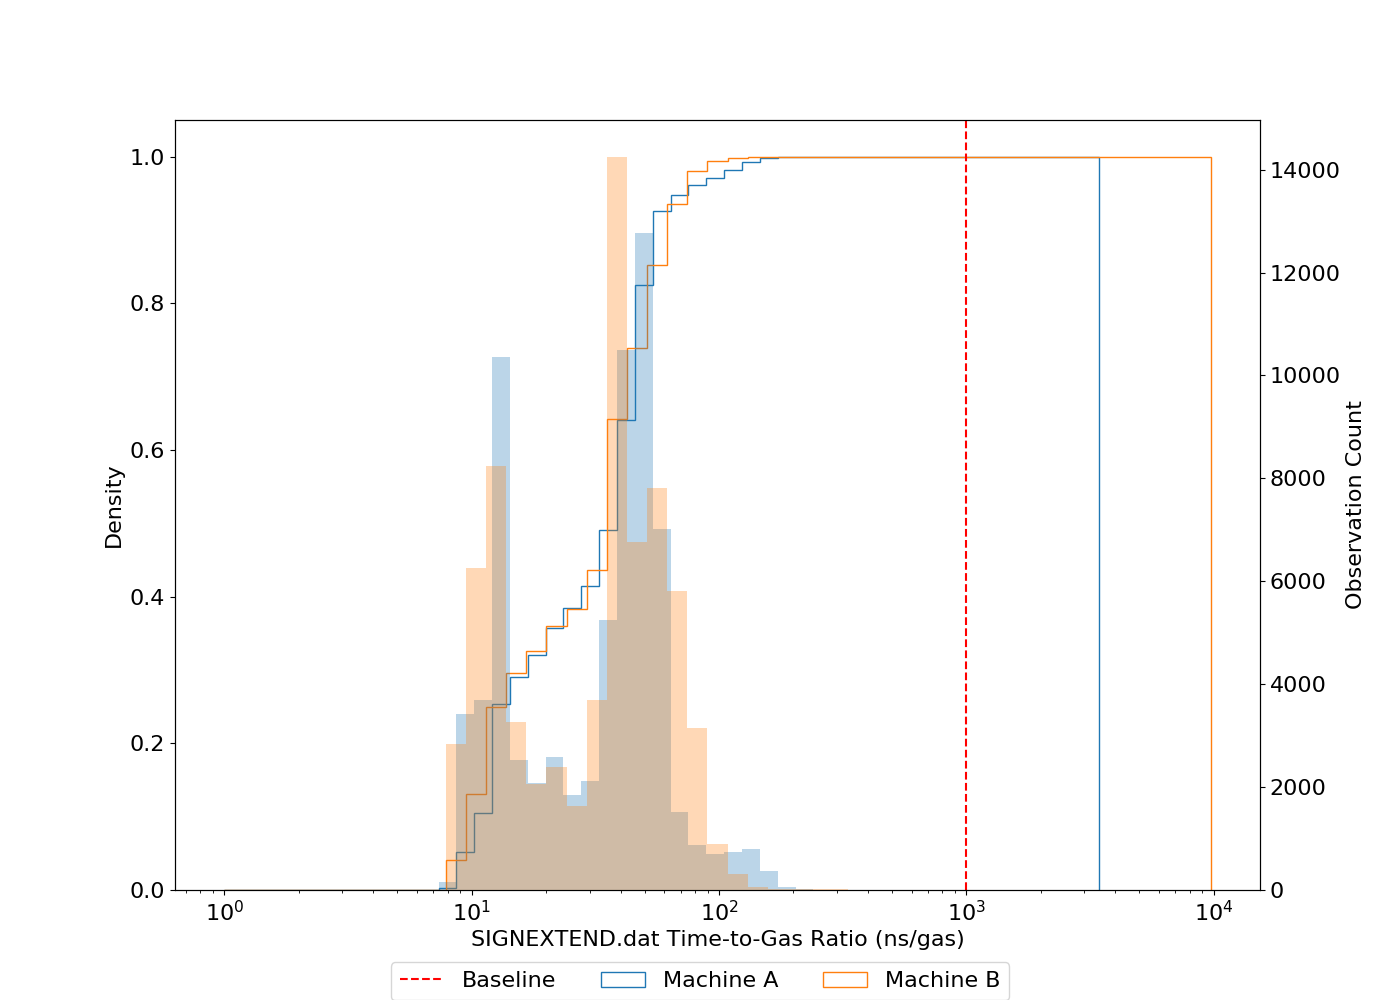 1.0
0.8
0.6
0.4
0.2
0.0
Density
14000
12000
10000
8000
6000
4000
2000
0
Observation Count
10^0 10^1 10^2 10^3 10^4
SIGNEXTEND.dat Time-to-Gas Ratio (ns/gas)
Baseline Machine A Machine B